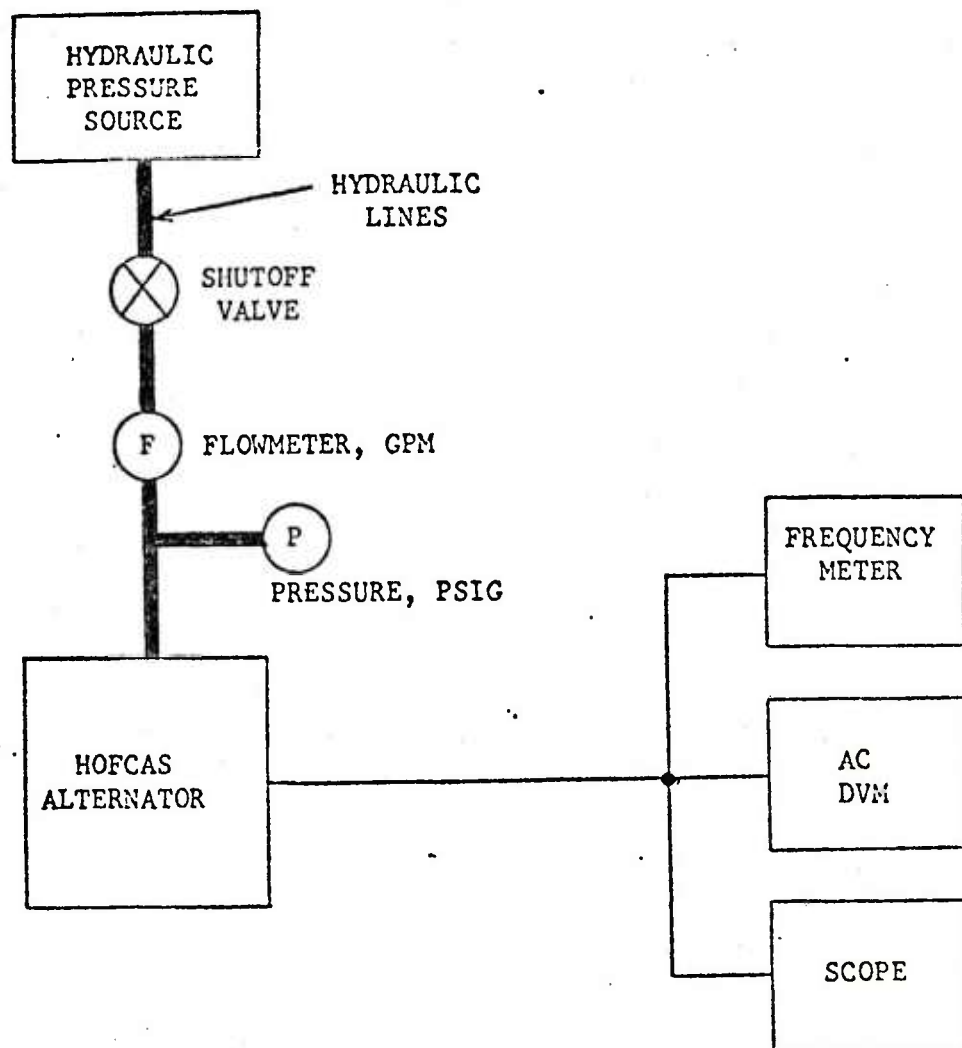 HYDRAULIC
PRESSURE
SOURCE
HYDRAULIC
LINES
SHUTOFF
VALVE
F
FLOWMETER, GPM
P
PRESSURE, PSIG
FREQUENCY
METER
HOFCAS
ALTERNATOR
AC
DVM
SCOPE